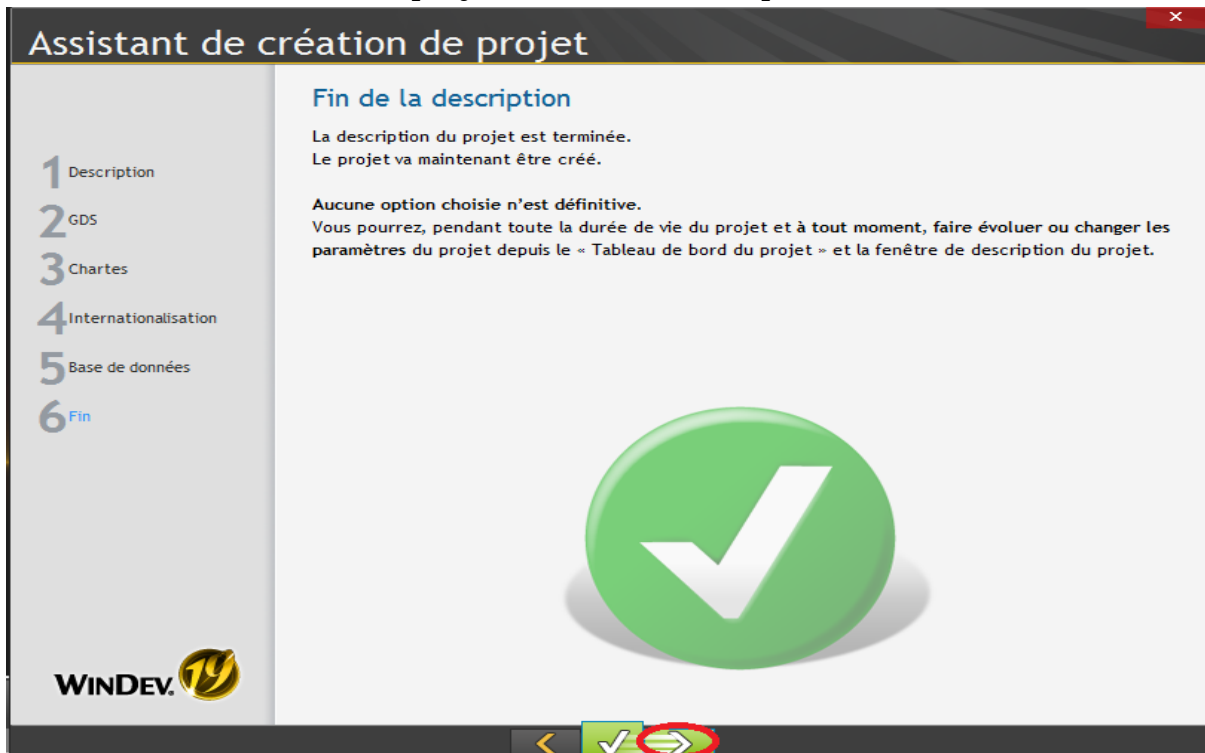 Assistant de création de projet
1 Description
2 GDS
3 Chartes
4 Internationalisation
5 Base de données
6 Fin
Fin de la description
La description du projet est terminée.
Le projet va maintenant être créé.
Aucune option choisie n'est définitive.
Vous pourrez, pendant toute la durée de vie du projet et à tout moment, faire évoluer ou changer les
paramètres du projet depuis le « Tableau de bord du projet » et la fenêtre de description du projet.
WINDEV. 19